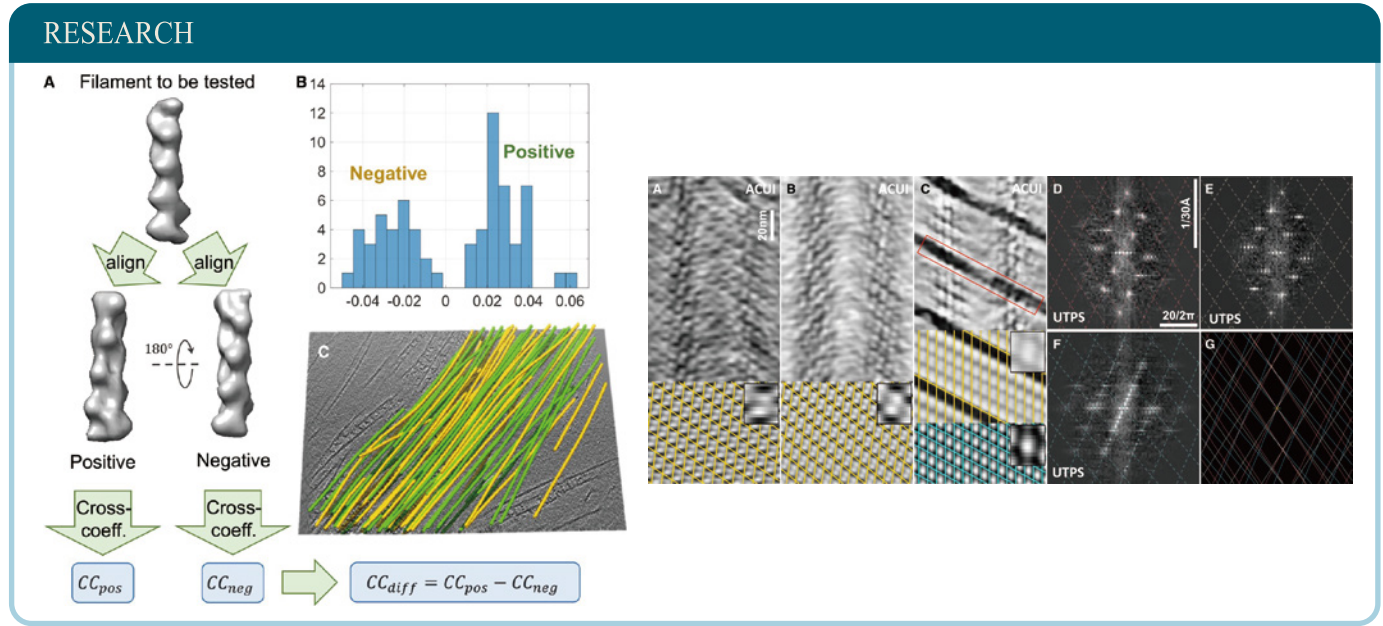 RESEARCH
A
Filament to be tested
align
align
180°
Positive
Negative
Cross-
coeff.
Cross-
coeff.
CCpos
CCneg
CCdiff = CCpos − CCneg
B
14
12
10
8
6
4
2
0
Negative
Positive
-0.04 -0.02 0 0.02 0.04 0.06
C
A
ACUI
20nm
B
ACUI
C
ACUI
D
1/30Å
UTPS
20/2π
E
UTPS
F
UTPS
G